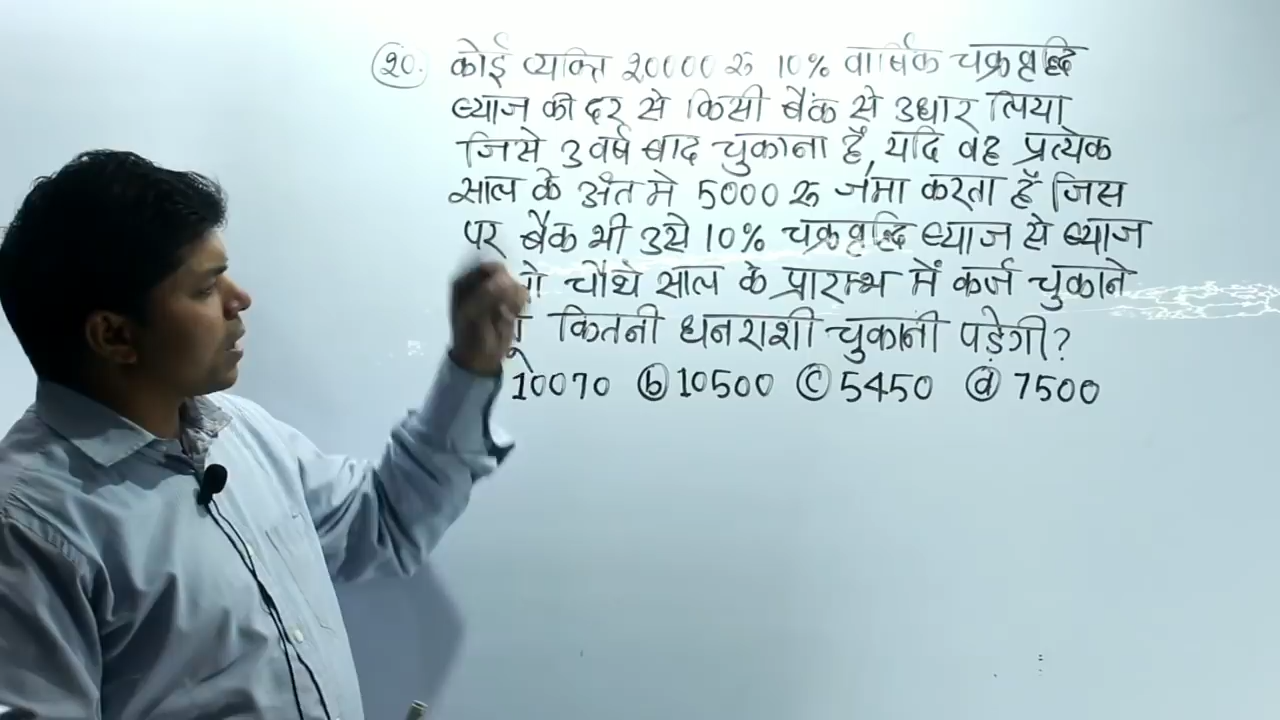 20. कोई व्यक्ति 20000 रु 10% वार्षिक चक्रवृद्धि
ब्याज की दर से किसी बैंक से उधार लिया
जिसे 3 वर्ष बाद चुकाना है, यदि वह प्रत्येक
साल के अंत मे 5000 रु जमा करता है जिस
पर बैंक भी उसे 10% चक्रवृद्धि ब्याज से ब्याज
चौथे साल के प्रारम्भ में कर्ज चुकाने
कितनी धनराशी चुकानी पड़ेगी?
10070 ⓑ 10500 ⓒ 5450 ⓓ 7500